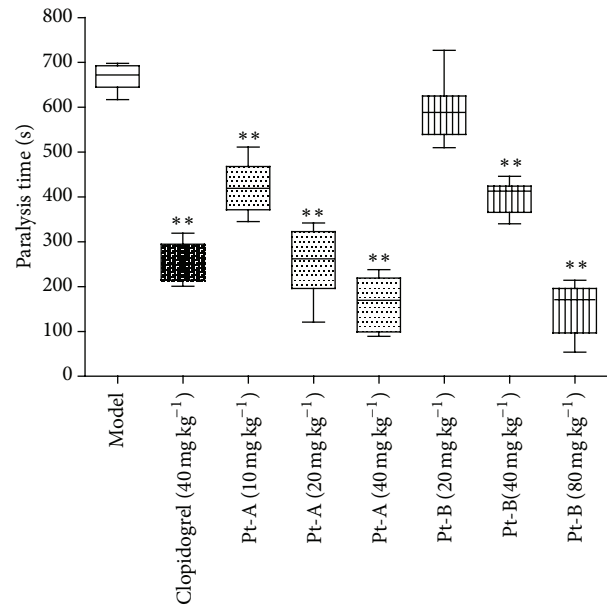 800
700
600
500
400
300
200
100
0
Paralysis time (s)
**
**
**
**
**
**
Model
Clopidogrel (40 mg kg⁻¹)
Pt-A (10 mg kg⁻¹)
Pt-A (20 mg kg⁻¹)
Pt-A (40 mg kg⁻¹)
Pt-B (20 mg kg⁻¹)
Pt-B(40 mg kg⁻¹)
Pt-B (80 mg kg⁻¹)